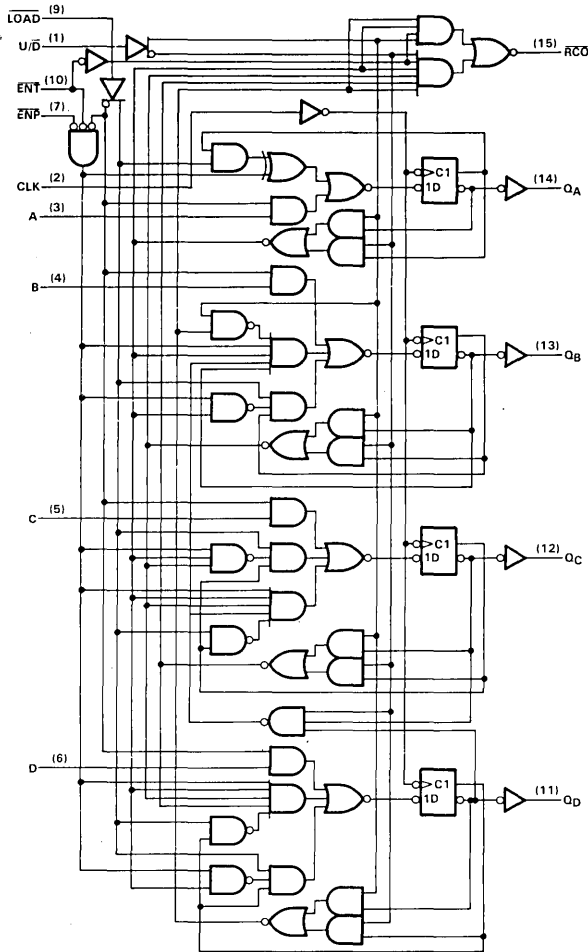 LOAD (9)
U/D (1)
ENT (10)
ENP (7)
(15) RCO
CLK (2)
A (3)
C1
1D
(14) QA
B (4)
C1
1D
(13) QB
C (5)
C1
1D
(12) QC
D (6)
C1
1D
(11) QD